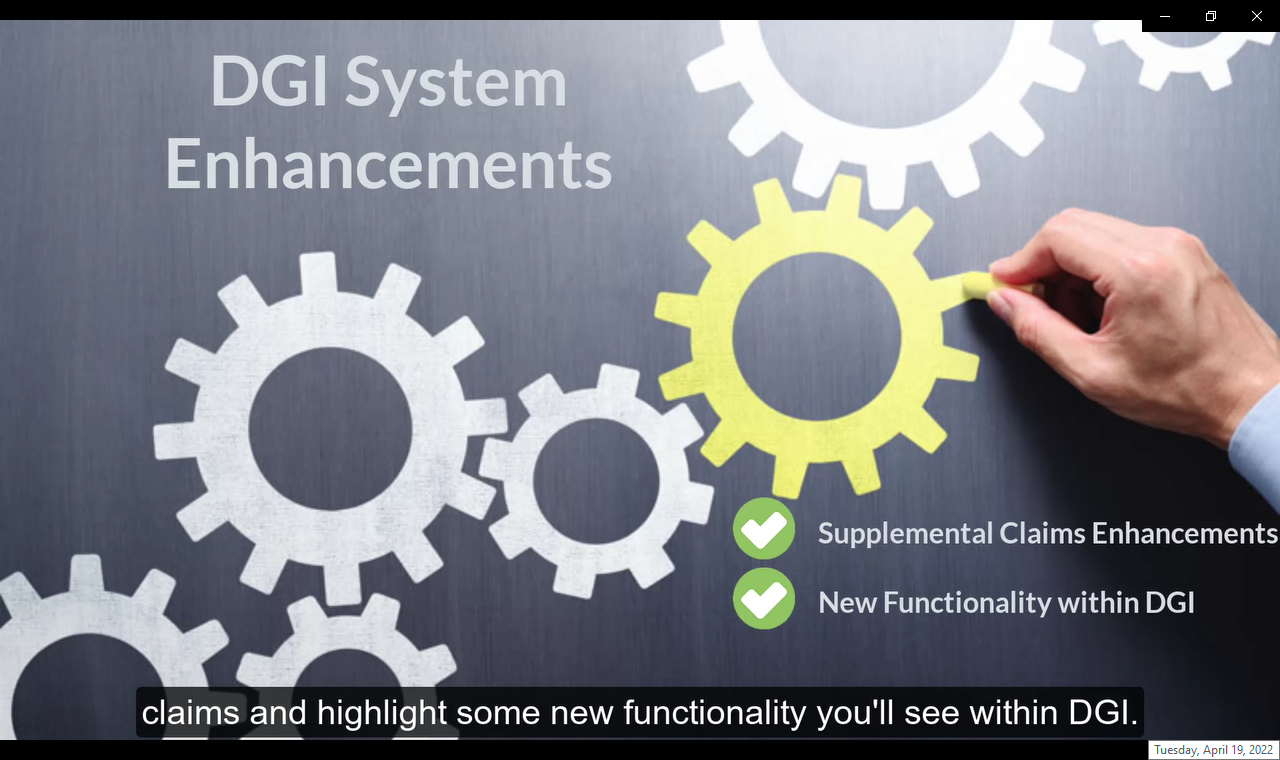 DGI System
Enhancements
Supplemental Claims Enhancements
New Functionality within DGI
claims and highlight some new functionality you'll see within DGI.
Tuesday, April 19, 2022